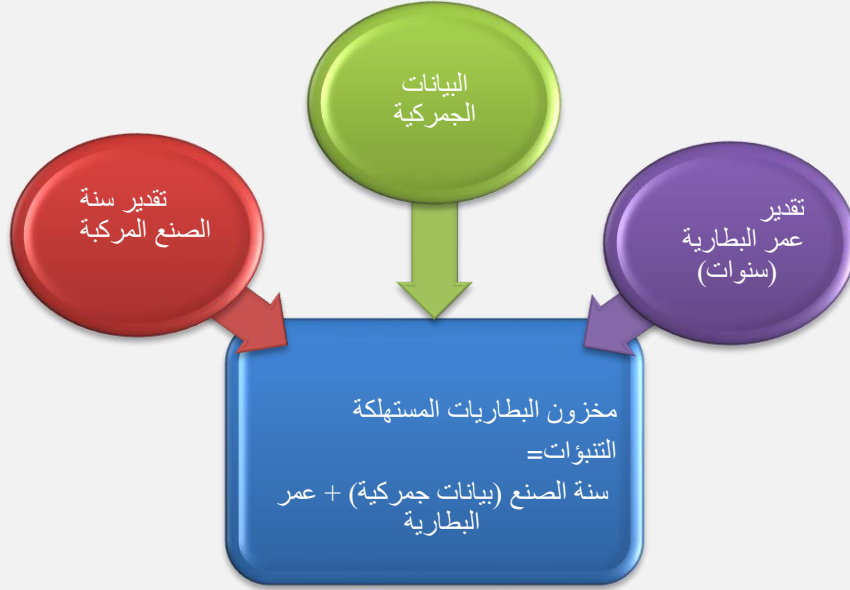 البيانات
الجمركية
تقدير
عمر البطارية
(سنوات)
تقدير سنة
الصنع المركبة
مخزون البطاريات المستهلكة
التنبؤات=
سنة الصنع (بيانات جمركية) + عمر
البطارية